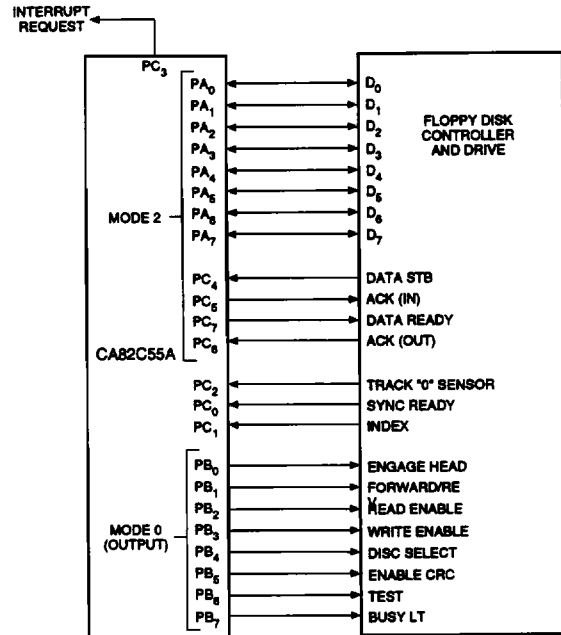 INTERRUPT
REQUEST
PC3
PA0 D0
PA1 D1
PA2 D2
PA3 D3
PA4 D4
PA5 D5
PA6 D6
PA7 D7
FLOPPY DISK
CONTROLLER
AND DRIVE
MODE 2
PC4 DATA STB
PC5 ACK (IN)
PC7 DATA READY
PC6 ACK (OUT)
CA82C55A
PC2 TRACK "0" SENSOR
PC0 SYNC READY
PC1 INDEX
PB0 ENGAGE HEAD
PB1 FORWARD/RE
V
PB2 READ ENABLE
PB3 WRITE ENABLE
MODE 0
(OUTPUT)
PB4 DISC SELECT
PB5 ENABLE CRC
PB6 TEST
PB7 BUSY LT